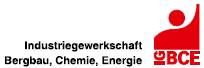 Industriegewerkschaft
Bergbau, Chemie, Energie
IG BCE